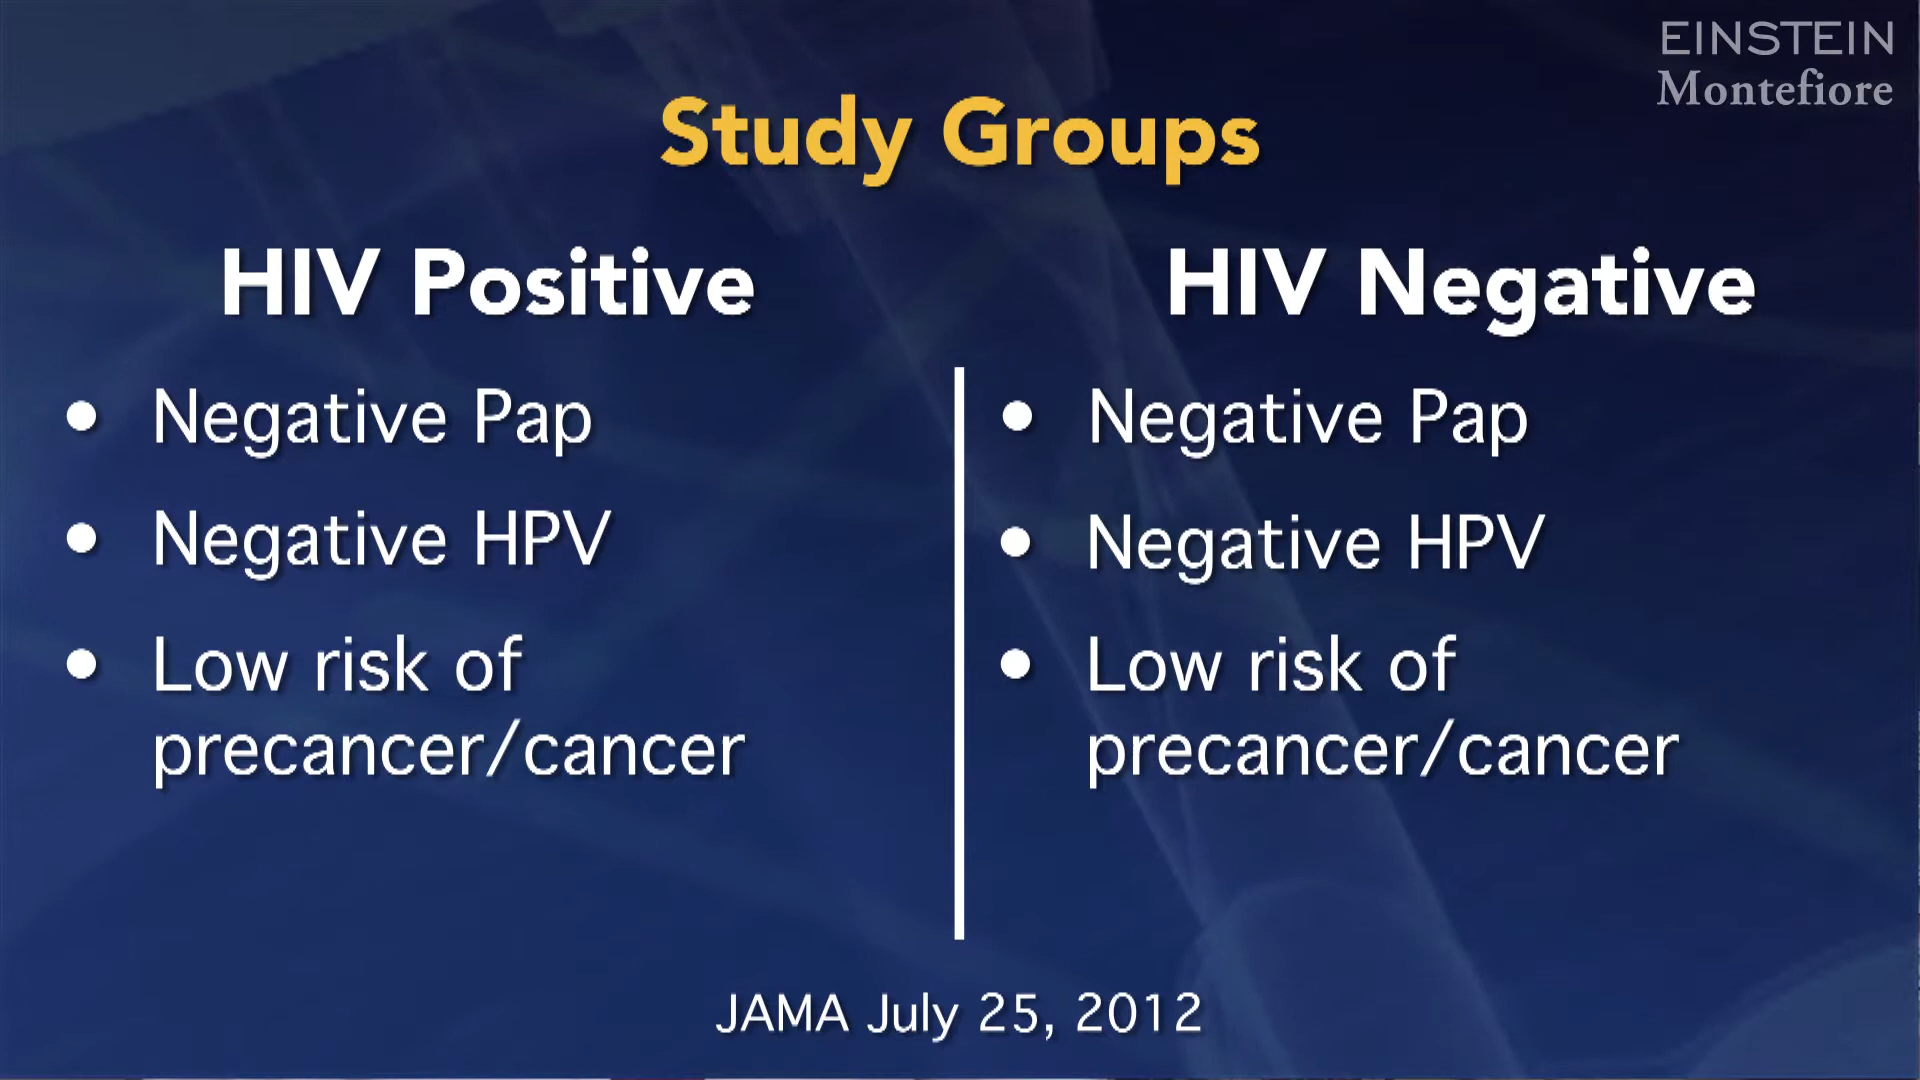 EINSTEIN
Montefiore
Study Groups
HIV Positive
• Negative Pap
• Negative HPV
• Low risk of
precancer/cancer
HIV Negative
• Negative Pap
• Negative HPV
• Low risk of
precancer/cancer
JAMA July 25, 2012